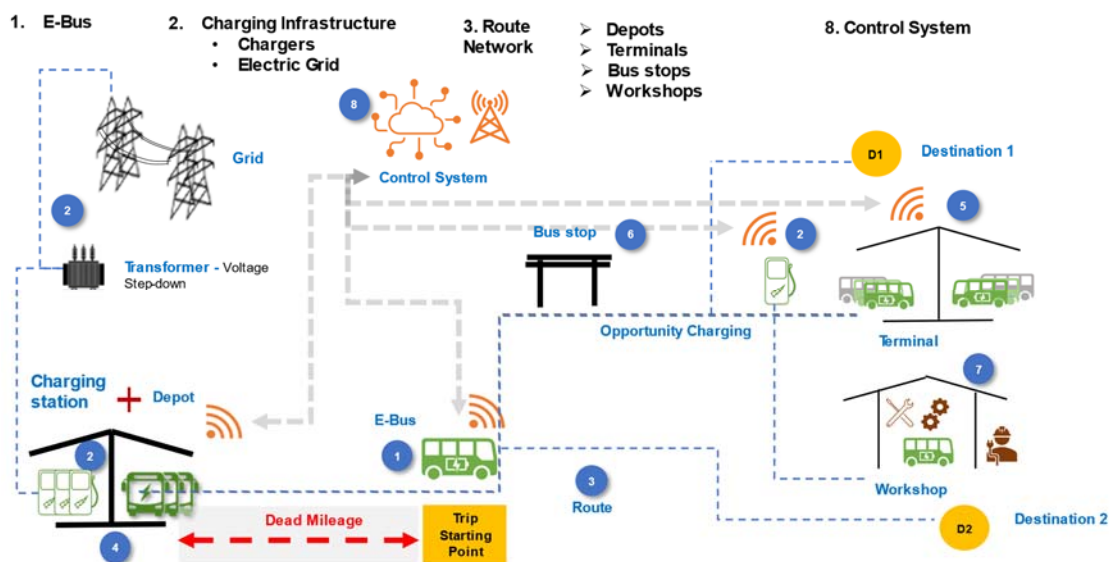 1. E-Bus
2. Charging Infrastructure
• Chargers
• Electric Grid
3. Route
Network
➢ Depots
➢ Terminals
➢ Bus stops
➢ Workshops
8. Control System
8
D1
Destination 1
Grid
Control System
2
5
Bus stop
6
2
Transformer - Voltage
Step-down
Opportunity Charging
Terminal
Charging
station
Depot
7
E-Bus
2
1
3
Route
Workshop
Dead Mileage
Trip
Starting
Point
4
D2
Destination 2